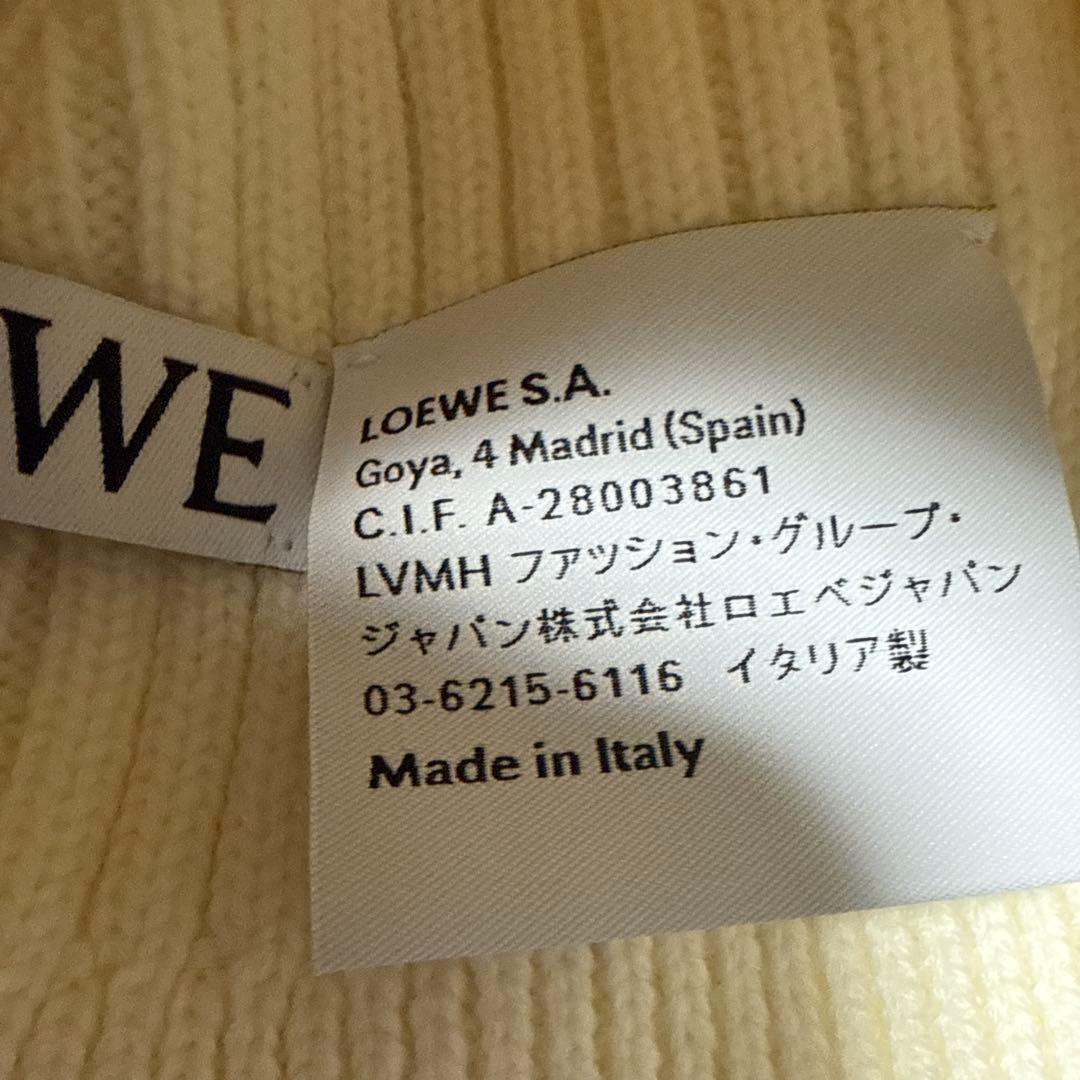 WE
LOEWE S.A.
Goya, 4 Madrid (Spain)
C.I.F. A-28003861
LVMH ファッション・グループ・
ジャパン株式会社ロエベジャパン
03-6215-6116 イタリア製
Made in Italy